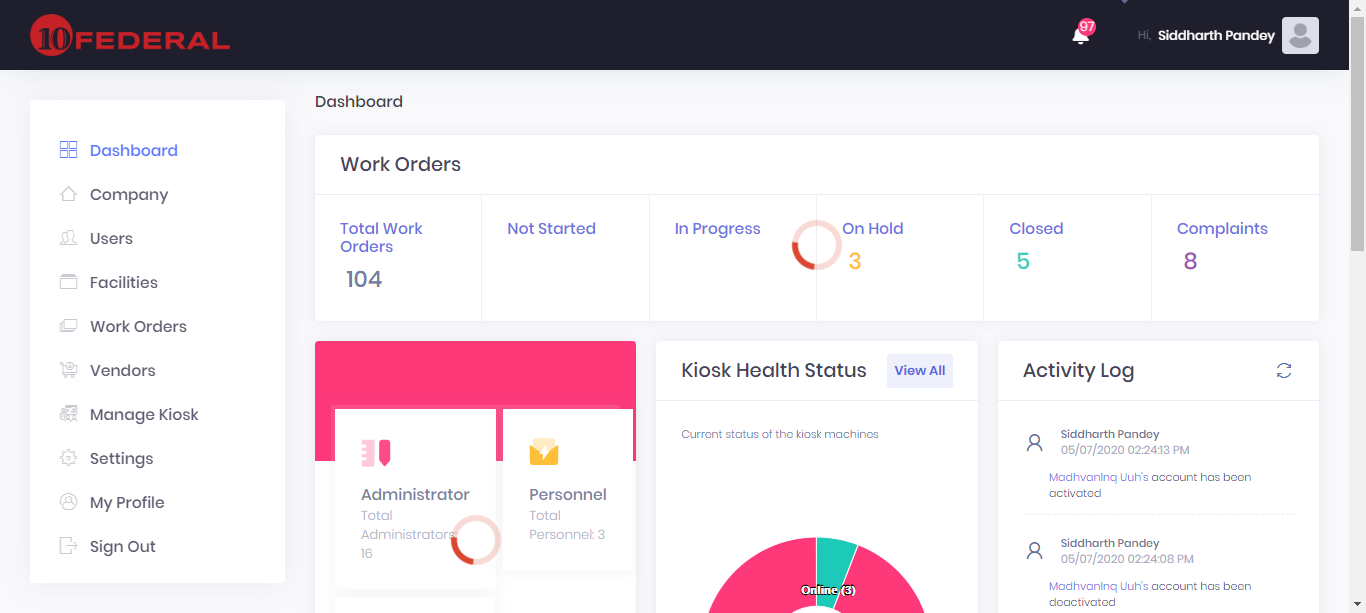 10 FEDERAL
97
Hi, Siddharth Pandey
Dashboard
Company
Users
Facilities
Work Orders
Vendors
Manage Kiosk
Settings
My Profile
Sign Out
Dashboard
Work Orders
Total Work
Orders
104
Not Started
In Progress
On Hold
3
Closed
5
Complaints
8
Administrator
Total
Administrators:
16
Personnel
Total
Personnel: 3
Kiosk Health Status
View All
Current status of the kiosk machines
Online (3)
Activity Log
Siddharth Pandey
05/07/2020 02:24:13 PM
MadhvanInq Uuh's account has been
activated
Siddharth Pandey
05/07/2020 02:24:08 PM
MadhvanInq Uuh's account has been
deactivated